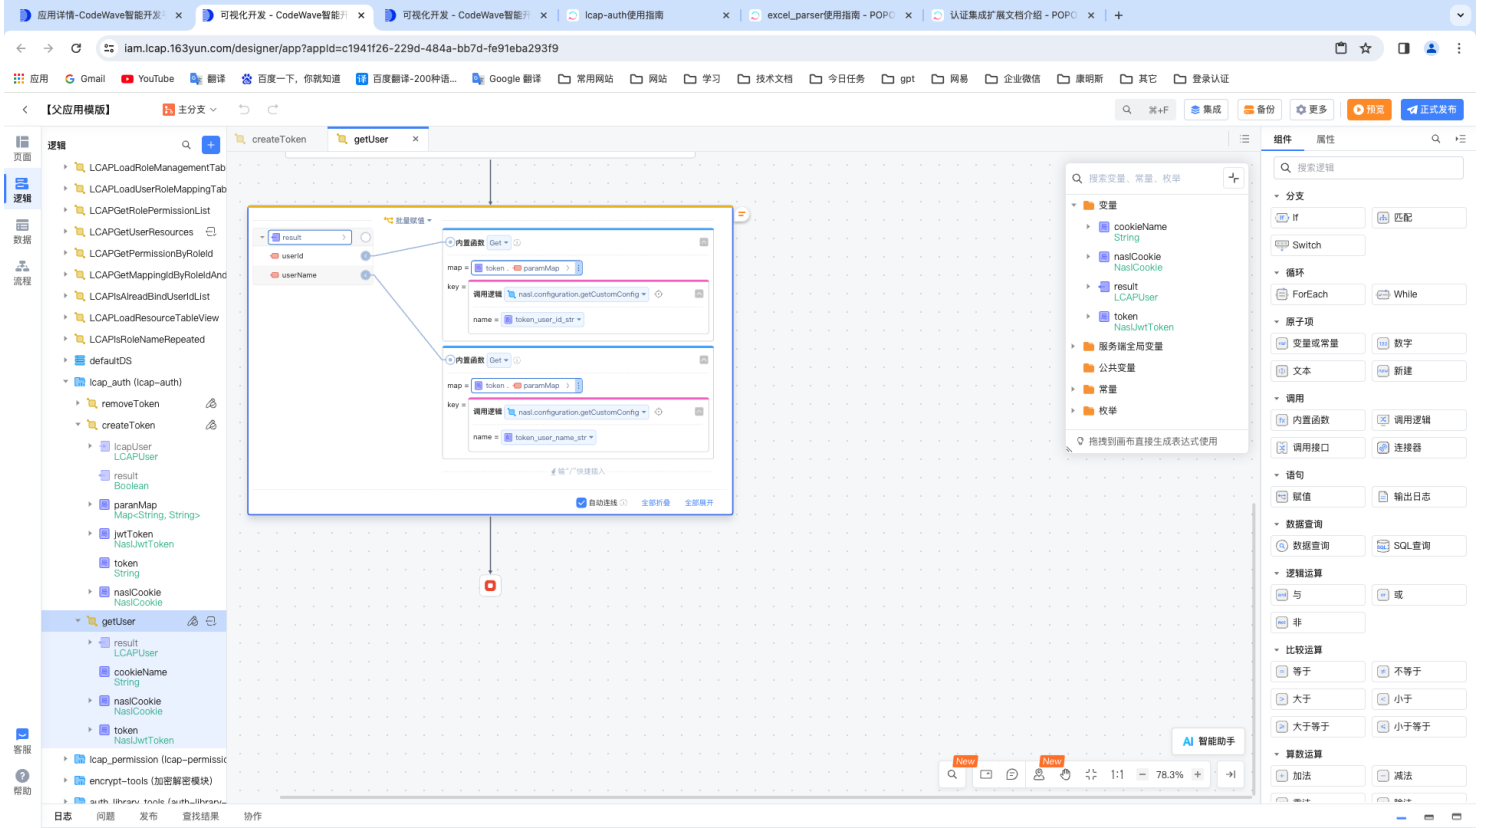 应用详情-CodeWave智能开发
可视化开发 - CodeWave智能开
可视化开发 - CodeWave智能开
lcap-auth使用指南
excel_parser使用指南 - POPO
认证集成扩展文档介绍 - POPO
iam.lcap.163yun.com/designer/app?appId=c1941f26-229d-484a-bb7d-fe91eba293f9
应用
Gmail
YouTube
翻译
百度一下，你就知道
百度翻译-200种语...
Google 翻译
常用网站
网站
学习
技术文档
今日任务
gpt
网易
企业微信
康明斯
其它
登录认证
【父应用模版】
主分支
⌘+F
集成
备份
更多
预览
正式发布
页面
逻辑
数据
流程
客服
帮助
逻辑
LCAPLoadRoleManagementTab
LCAPLoadUserRoleMappingTab
LCAPGetRolePermissionList
LCAPGetUserResources
LCAPGetPermissionByRoleId
LCAPGetMappingIdByRoleIdAnd
LCAPIsAlreadBindUserIdList
LCAPLoadResourceTableView
LCAPIsRoleNameRepeated
defaultDS
lcap_auth (lcap-auth)
removeToken
createToken
lcapUser
LCAPUser
result
Boolean
paranMap
Map<String, String>
jwtToken
NaslJwtToken
token
String
naslCookie
NaslCookie
getUser
result
LCAPUser
cookieName
String
naslCookie
NaslCookie
token
NaslJwtToken
lcap_permission (lcap-permissic
encrypt-tools (加密解密模块)
auth_library_tools (auth-library-
createToken
getUser
批量赋值
result
userId
userName
内置函数 Get
map = token . paramMap
key =
调用逻辑 nasl.configuration.getCustomConfig
name = token_user_id_str
内置函数 Get
map = token . paramMap
key =
调用逻辑 nasl.configuration.getCustomConfig
name = token_user_name_str
输"/"快捷插入
自动连线
全部折叠
全部展开
搜索变量、常量、枚举
变量
cookieName
String
naslCookie
NaslCookie
result
LCAPUser
token
NaslJwtToken
服务端全局变量
公共变量
常量
枚举
拖拽到画布直接生成表达式使用
AI 智能助手
New
New
1:1
78.3%
组件
属性
搜索逻辑
分支
If
匹配
Switch
循环
ForEach
While
原子项
变量或常量
数字
文本
新建
调用
内置函数
调用逻辑
调用接口
连接器
语句
赋值
输出日志
数据查询
数据查询
SQL查询
逻辑运算
与
或
非
比较运算
等于
不等于
大于
小于
大于等于
小于等于
算数运算
加法
减法
日志
问题
发布
查找结果
协作